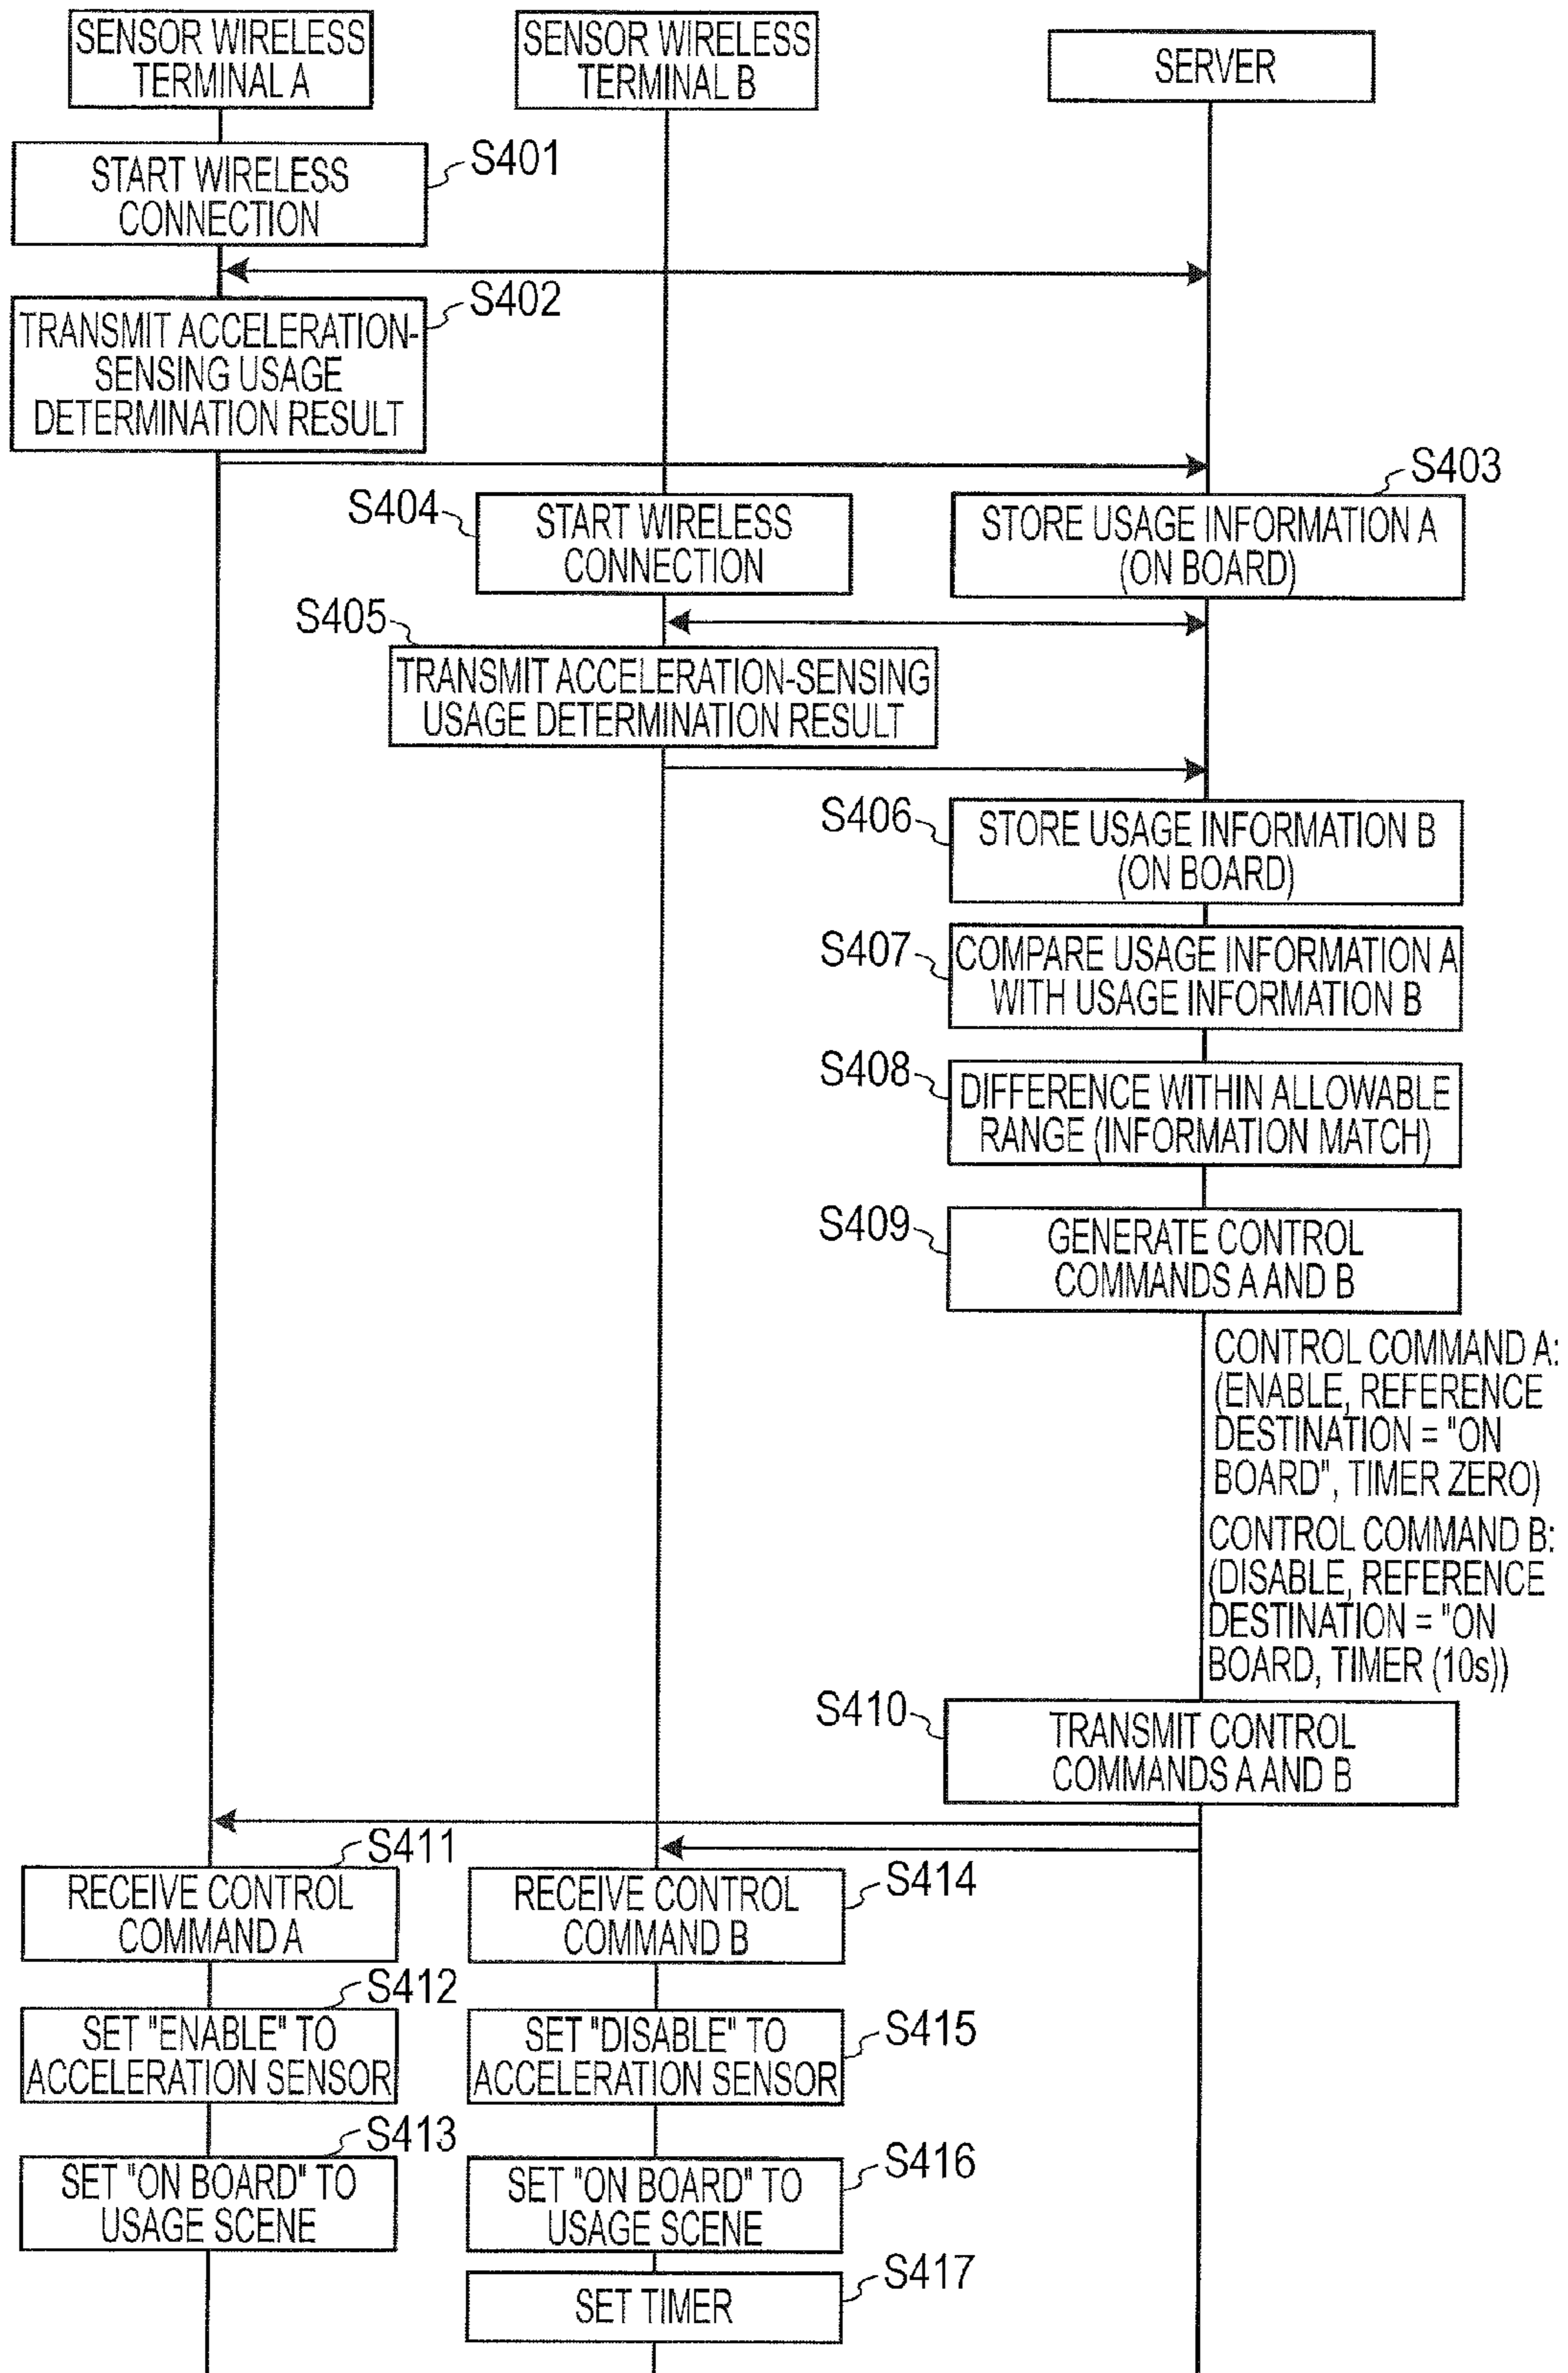 SENSOR WIRELESS
TERMINAL A
SENSOR WIRELESS
TERMINAL B
SERVER
START WIRELESS
CONNECTION
S401
TRANSMIT ACCELERATION-
SENSING USAGE
DETERMINATION RESULT
S402
S403
STORE USAGE INFORMATION A
(ON BOARD)
S404
START WIRELESS
CONNECTION
S405
TRANSMIT ACCELERATION-SENSING
USAGE DETERMINATION RESULT
S406
STORE USAGE INFORMATION B
(ON BOARD)
S407
COMPARE USAGE INFORMATION A
WITH USAGE INFORMATION B
S408
DIFFERENCE WITHIN ALLOWABLE
RANGE (INFORMATION MATCH)
S409
GENERATE CONTROL
COMMANDS A AND B
CONTROL COMMAND A:
(ENABLE, REFERENCE
DESTINATION = "ON
BOARD", TIMER ZERO)
CONTROL COMMAND B:
(DISABLE, REFERENCE
DESTINATION = "ON
BOARD, TIMER (10s))
S410
TRANSMIT CONTROL
COMMANDS A AND B
S411
RECEIVE CONTROL
COMMAND A
RECEIVE CONTROL
COMMAND B
S414
S412
SET "ENABLE" TO
ACCELERATION SENSOR
SET "DISABLE" TO
ACCELERATION SENSOR
S415
S413
SET "ON BOARD" TO
USAGE SCENE
SET "ON BOARD" TO
USAGE SCENE
S416
SET TIMER
S417